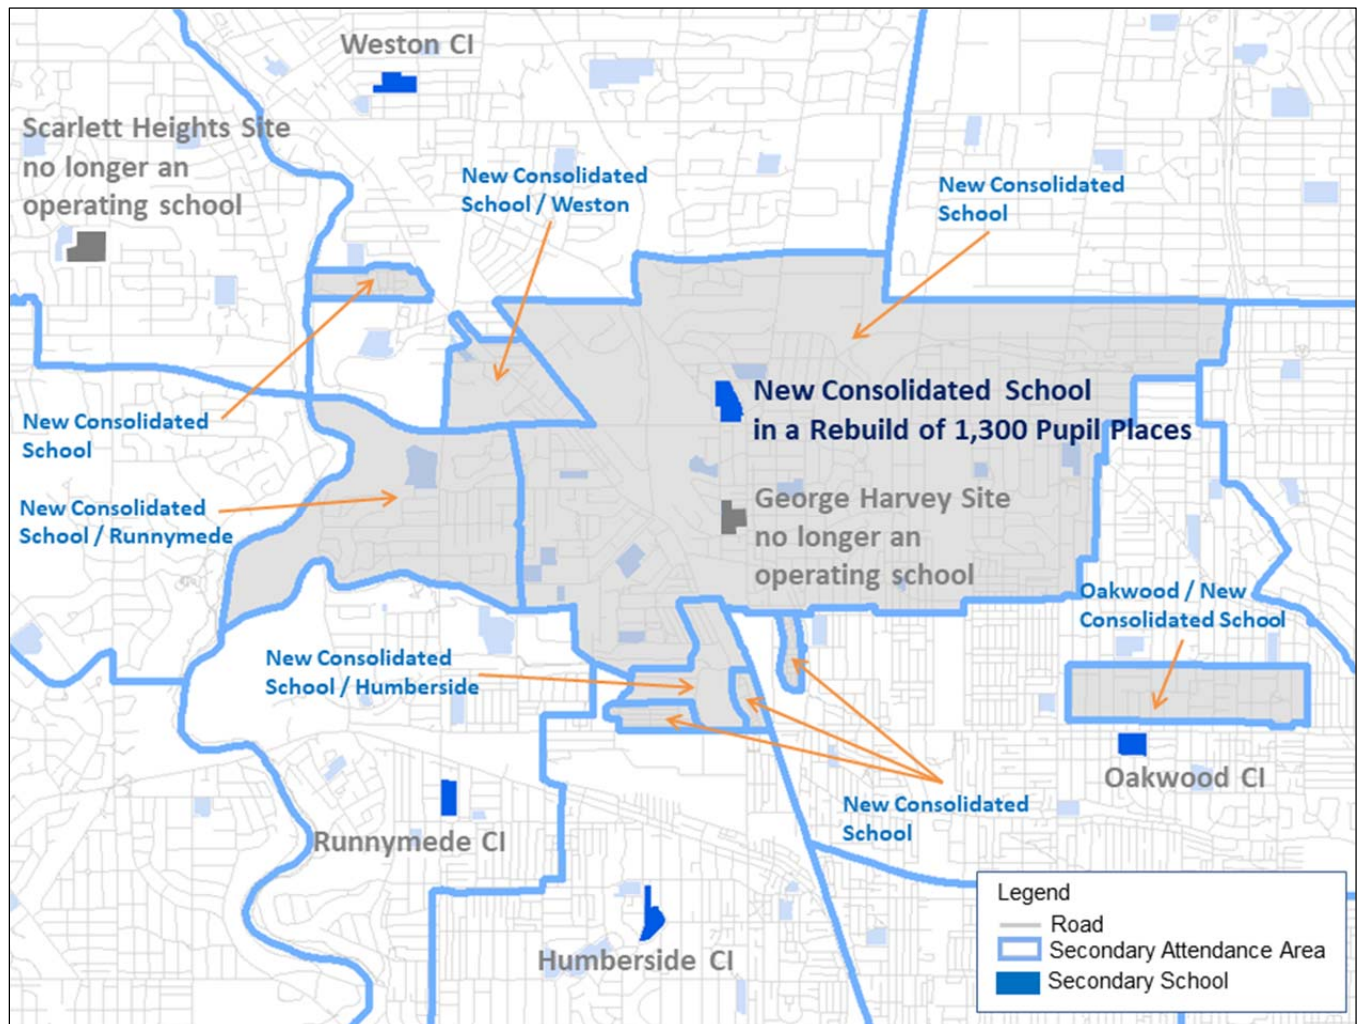 Weston CI
Scarlett Heights Site
no longer an
operating school
New Consolidated
School / Weston
New Consolidated
School
New Consolidated School
in a Rebuild of 1,300 Pupil Places
New Consolidated
School
New Consolidated
School / Runnymede
George Harvey Site
no longer an
operating school
Oakwood / New
Consolidated School
New Consolidated
School / Humberside
Oakwood CI
New Consolidated
School
Runnymede CI
Humberside CI
Legend
Road
Secondary Attendance Area
Secondary School